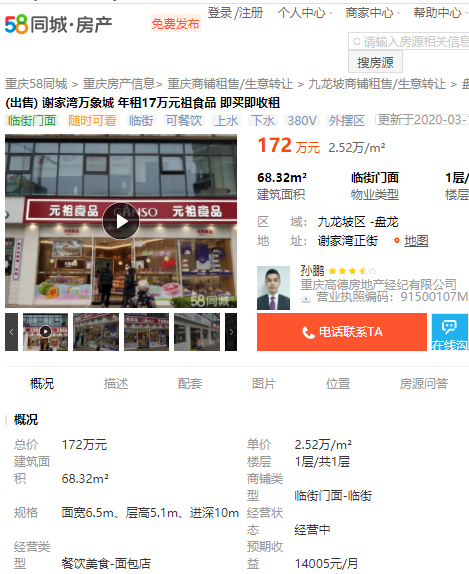 登录/注册 个人中心 商家中心 帮助中心
58同城·房产 免费发布
请输入房源相关信息
搜房源
重庆58同城 > 重庆房产信息> 重庆商铺租售/生意转让 > 九龙坡商铺租售/生意转让 >
(出售) 谢家湾万象城 年租17万元祖食品 即买即收租
临街门面 随时可看 临街 可餐饮 上水 下水 380V 外摆区 更新于2020-03-
元祖食品 GANSO 元祖食品
58同城
172 万元 2.52万/m²
68.32m² 临街门面 1层/
建筑面积 物业类型 楼层
区 域: 九龙坡区 -盘龙
地 址: 谢家湾正街 地图
孙鹏
重庆高德房地产经纪有限公司
营业执照编码: 91500107M
电话联系TA
在线咨
概况 描述 配套 图片 位置 房源问答
概况
总价 172万元 单价 2.52万/m²
建筑面积 68.32m² 楼层 1层/共1层
商铺类型 临街门面-临街
规格 面宽6.5m、层高5.1m、进深10m 经营状态 经营中
经营类型 餐饮美食-面包店 预期收益 14005元/月